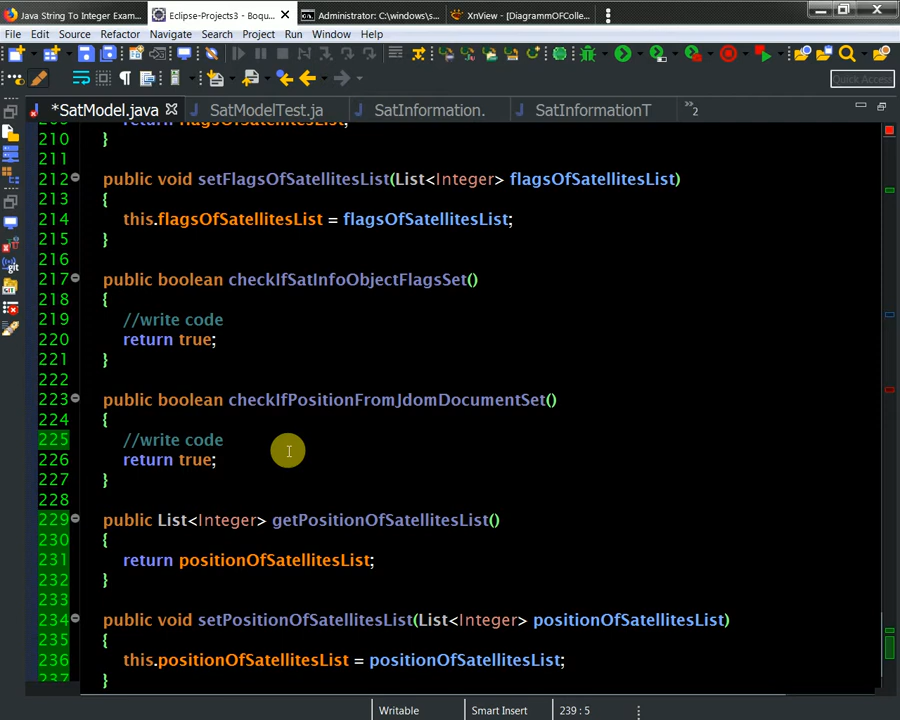 Java String To Integer Exam...
Eclipse-Projects3 - Boqu...
Administrator: C:\windows\s...
XnView - [DiagrammOfColle...
File Edit Source Refactor Navigate Search Project Run Window Help
Quick Access
*SatModel.java SatModelTest.ja SatInformation. SatInformationT »2
210 }
211
212 public void setFlagsOfSatellitesList(List<Integer> flagsOfSatellitesList)
213 {
214 this.flagsOfSatellitesList = flagsOfSatellitesList;
215 }
216
217 public boolean checkIfSatInfoObjectFlagsSet()
218 {
219 //write code
220 return true;
221 }
222
223 public boolean checkIfPositionFromJdomDocumentSet()
224 {
225 //write code
226 return true;
227 }
228
229 public List<Integer> getPositionOfSatellitesList()
230 {
231 return positionOfSatellitesList;
232 }
233
234 public void setPositionOfSatellitesList(List<Integer> positionOfSatellitesList)
235 {
236 this.positionOfSatellitesList = positionOfSatellitesList;
237 }
Writable Smart Insert 239 : 5